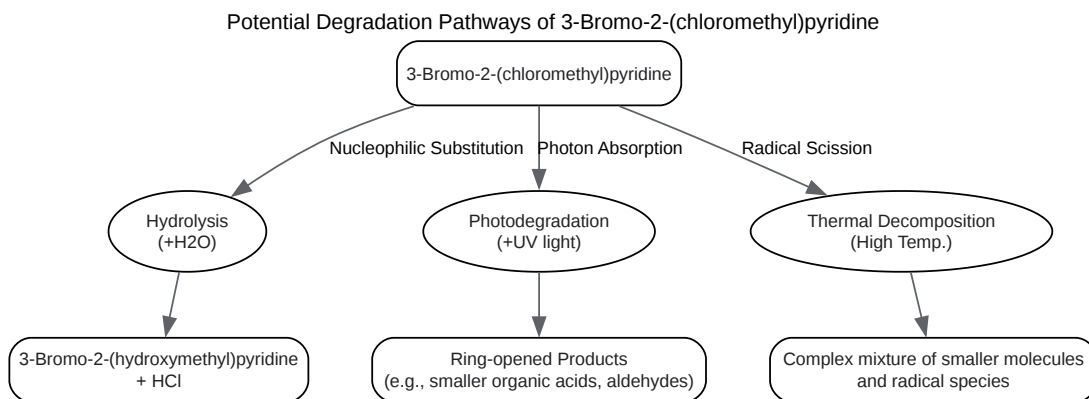 Potential Degradation Pathways of 3-Bromo-2-(chloromethyl)pyridine
3-Bromo-2-(chloromethyl)pyridine
Nucleophilic Substitution
Photon Absorption
Radical Scission
Hydrolysis
(+H2O)
Photodegradation
(+UV light)
Thermal Decomposition
(High Temp.)
3-Bromo-2-(hydroxymethyl)pyridine
+ HCl
Ring-opened Products
(e.g., smaller organic acids, aldehydes)
Complex mixture of smaller molecules
and radical species